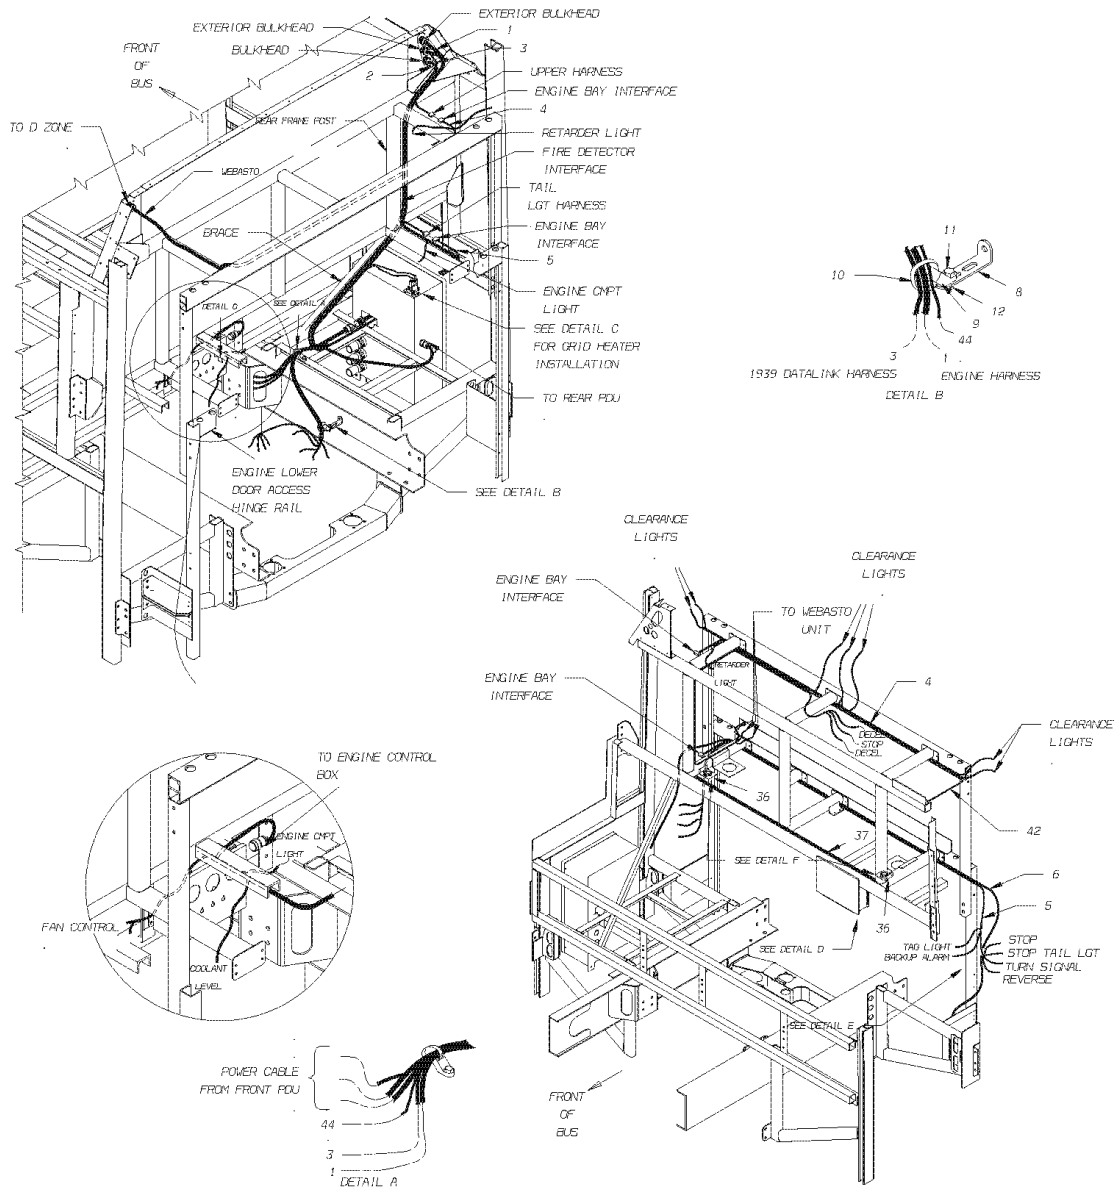 EXTERIOR BULKHEAD
EXTERIOR BULKHEAD
1
BULKHEAD
3
2
FRONT
OF
BUS
UPPER HARNESS
ENGINE BAY INTERFACE
4
TO D ZONE
REAR FRAME POST
RETARDER LIGHT
FIRE DETECTOR
INTERFACE
WEBASTO
TAIL
LGT HARNESS
BRACE
ENGINE BAY
INTERFACE
5
ENGINE CMPT
LIGHT
DETAIL G
SEE DETAIL A
SEE DETAIL C
FOR GRID HEATER
INSTALLATION
TO REAR PDU
ENGINE LOWER
DOOR ACCESS
HINGE RAIL
SEE DETAIL B
11
10
8
12
9
44
3
1
1939 DATALINK HARNESS
ENGINE HARNESS
DETAIL B
CLEARANCE
LIGHTS
CLEARANCE
LIGHTS
ENGINE BAY
INTERFACE
TO WEBASTO
UNIT
RETARDER
LIGHT
ENGINE BAY
INTERFACE
4
DECEL
STOP
DECEL
CLEARANCE
LIGHTS
36
37
42
SEE DETAIL F
6
5
36
SEE DETAIL D
TAG LIGHT
BACKUP ALARM
STOP
STOP TAIL LGT
TURN SIGNAL
REVERSE
SEE DETAIL E
FRONT
OF
BUS
TO ENGINE CONTROL
BOX
ENGINE CMPT
LIGHT
FAN CONTROL
COOLANT
LEVEL
POWER CABLE
FROM FRONT PDU
44
3
1
DETAIL A